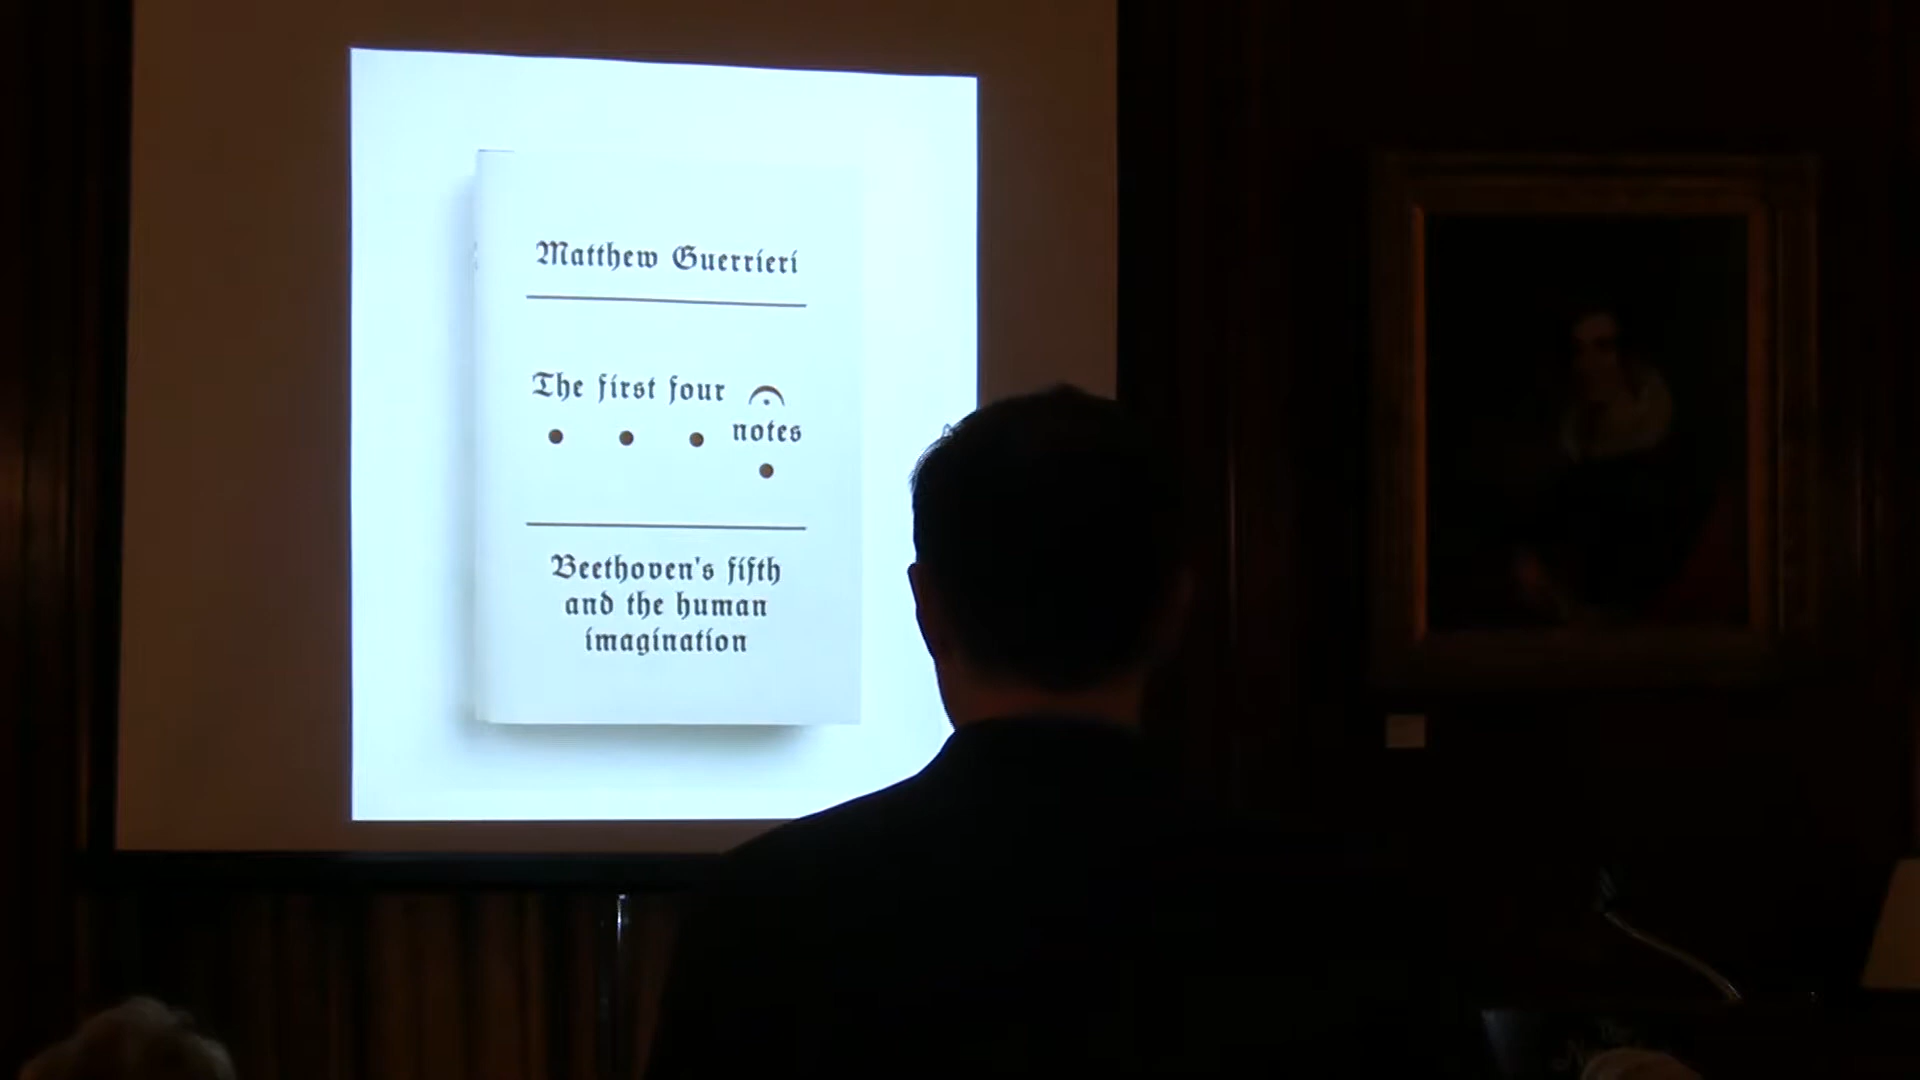 Matthew Guerrieri
The first four
notes
Beethoven's fifth
and the human
imagination